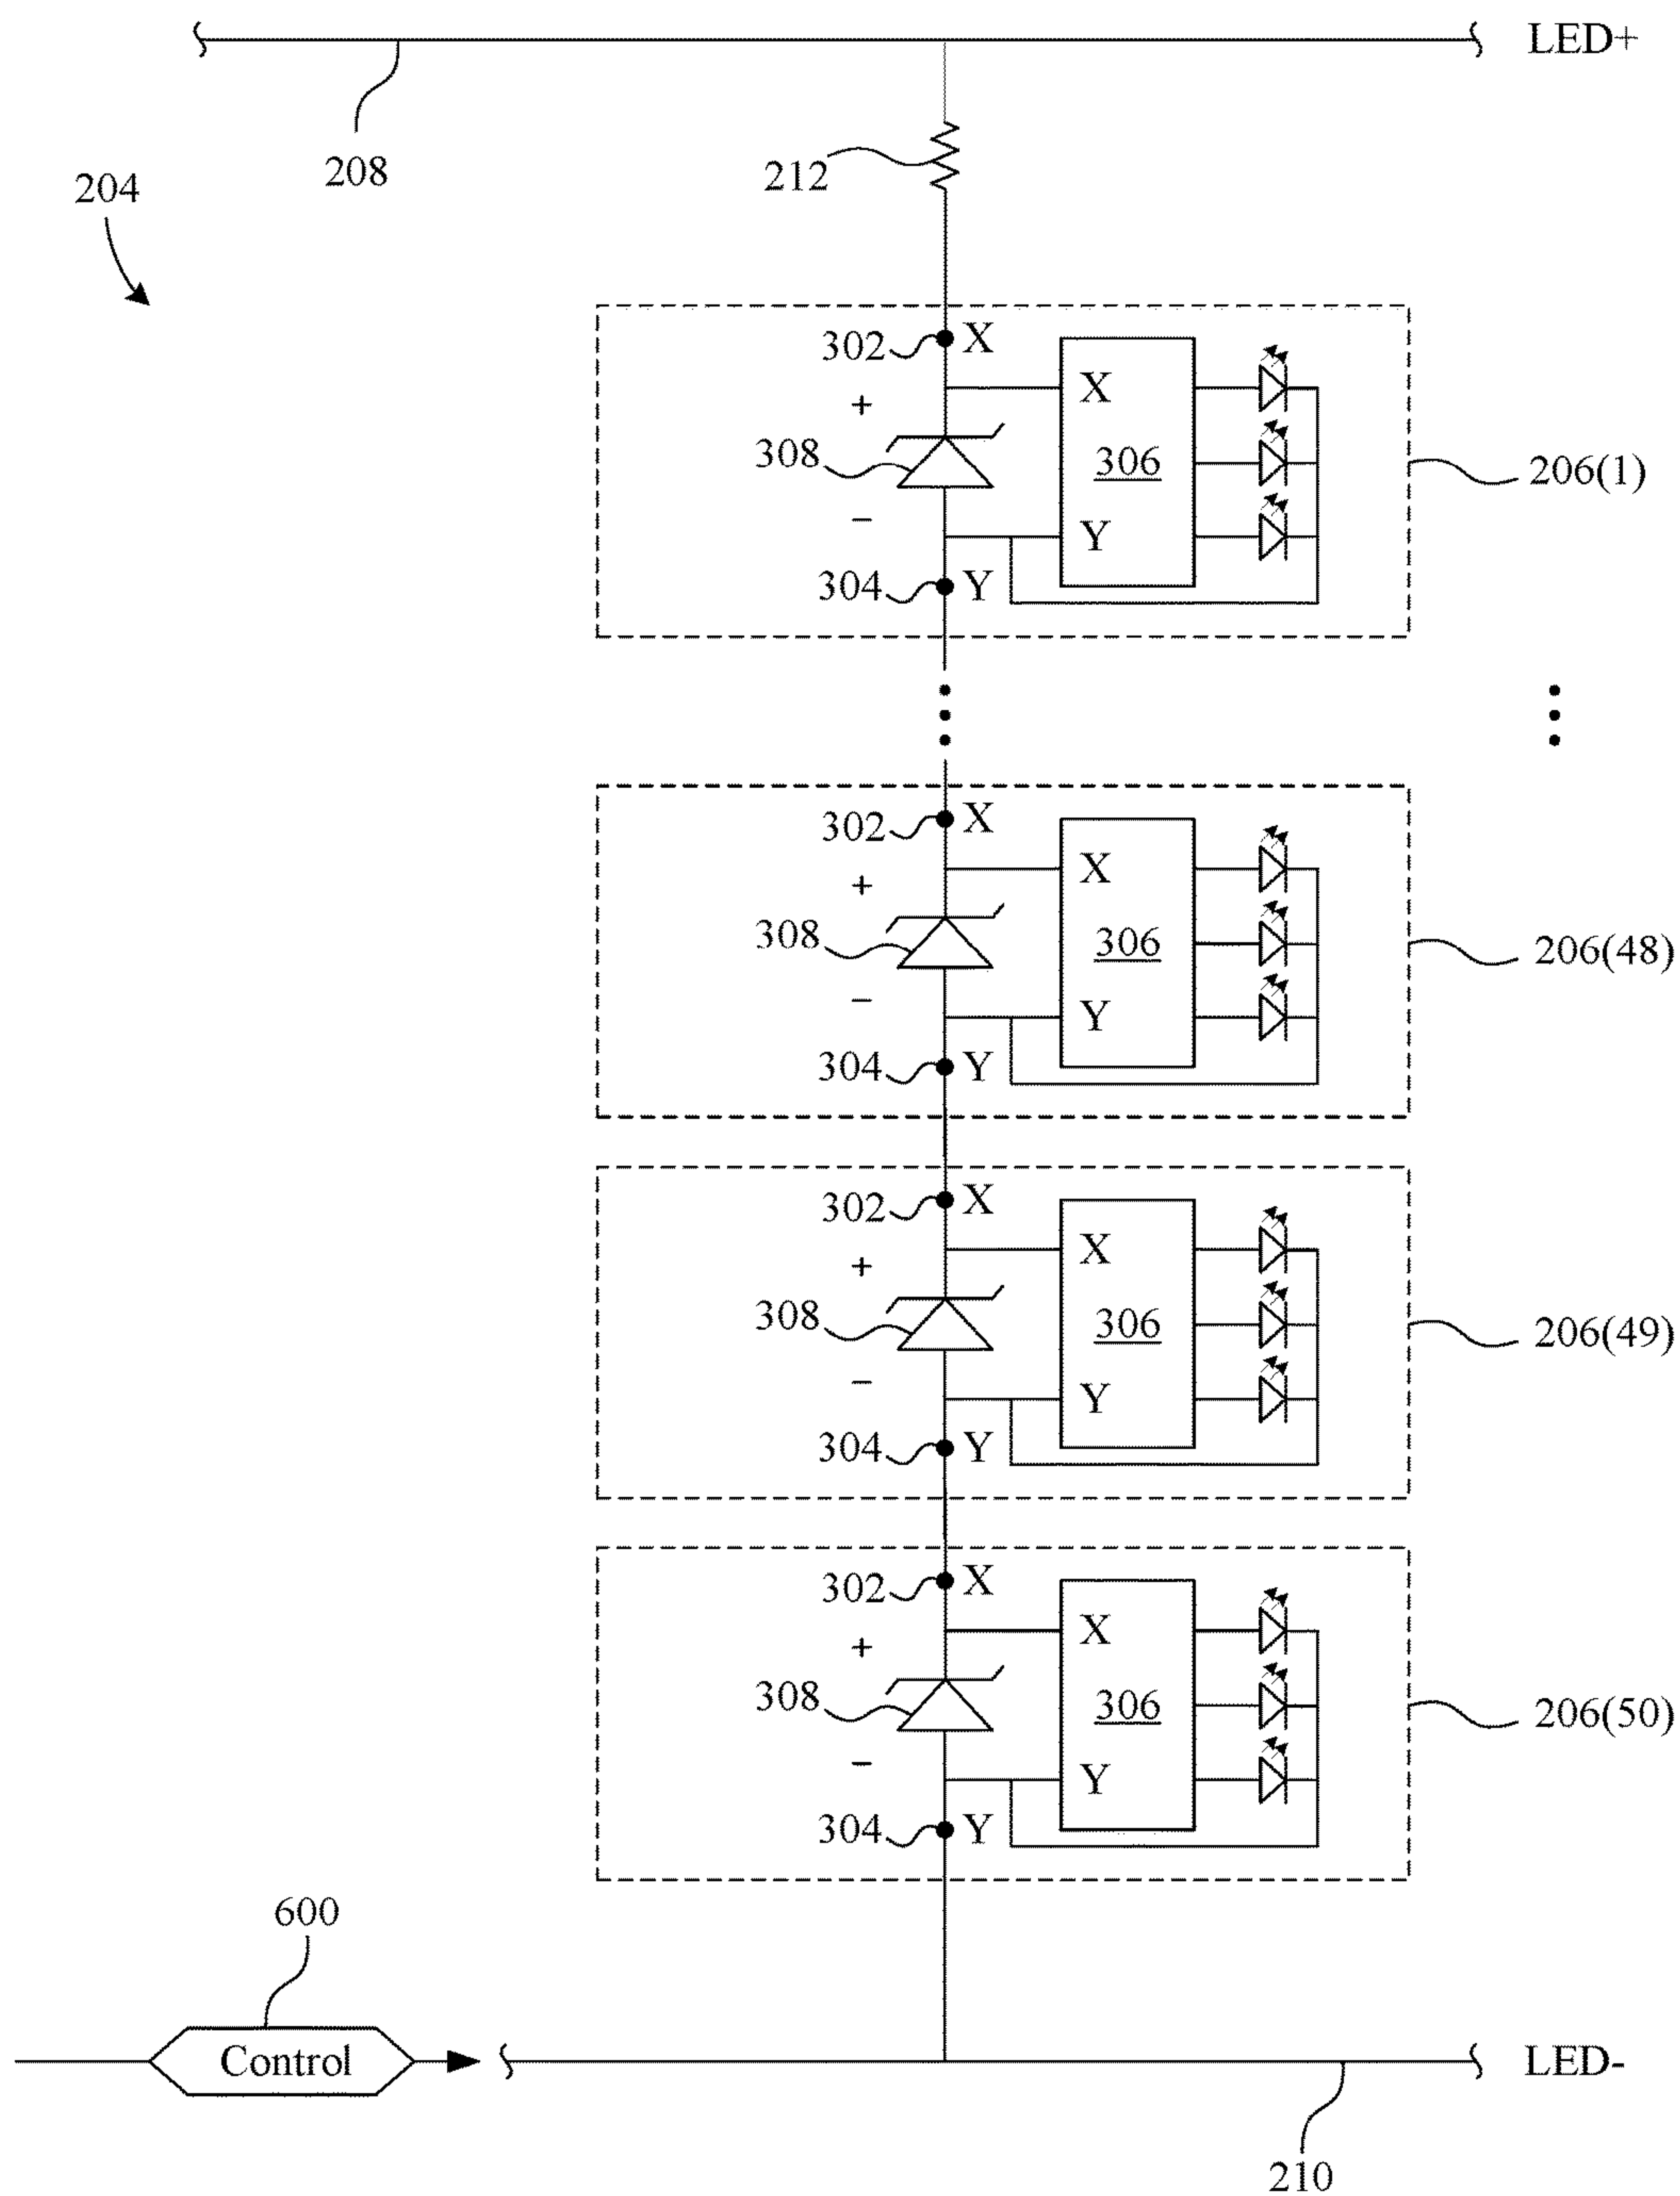 LED+
208
212
204
302 X
X
+
308
306
206(1)
−
Y
304 Y
302 X
X
+
308
306
206(48)
−
Y
304 Y
302 X
X
+
308
306
206(49)
−
Y
304 Y
302 X
X
+
308
306
206(50)
−
Y
304 Y
600
Control
LED-
210